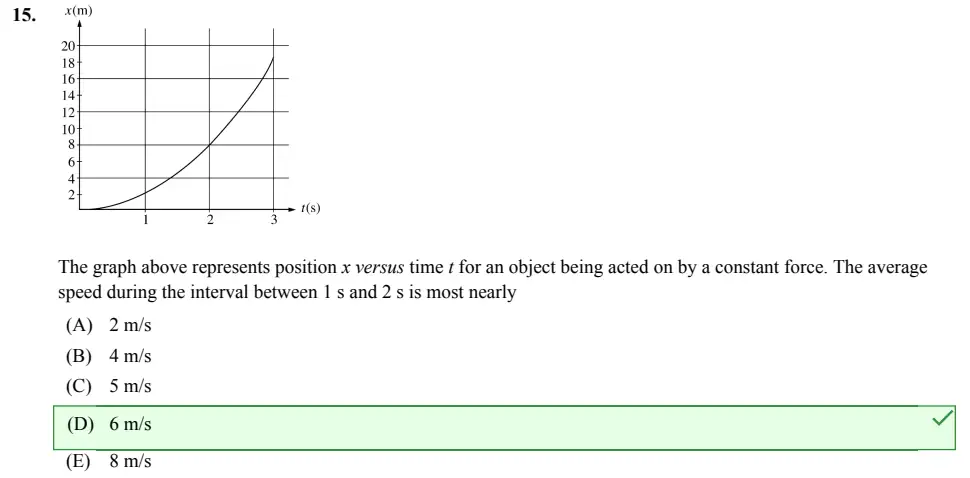 15.
x(m)
20
18
16
14
12
10
8
6
4
2
1 2 3 t(s)
The graph above represents position x versus time t for an object being acted on by a constant force. The average
speed during the interval between 1 s and 2 s is most nearly
(A) 2 m/s
(B) 4 m/s
(C) 5 m/s
(D) 6 m/s
(E) 8 m/s